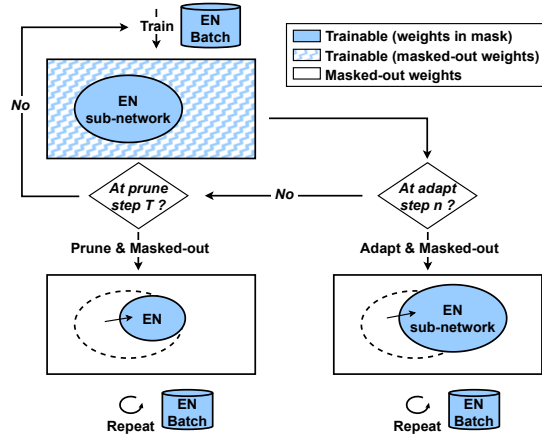 Train
EN
Batch
Trainable (weights in mask)
Trainable (masked-out weights)
Masked-out weights
No
EN
sub-network
At prune
step T ?
No
At adapt
step n ?
Prune & Masked-out
Adapt & Masked-out
EN
EN
sub-network
Repeat
EN
Batch
Repeat
EN
Batch